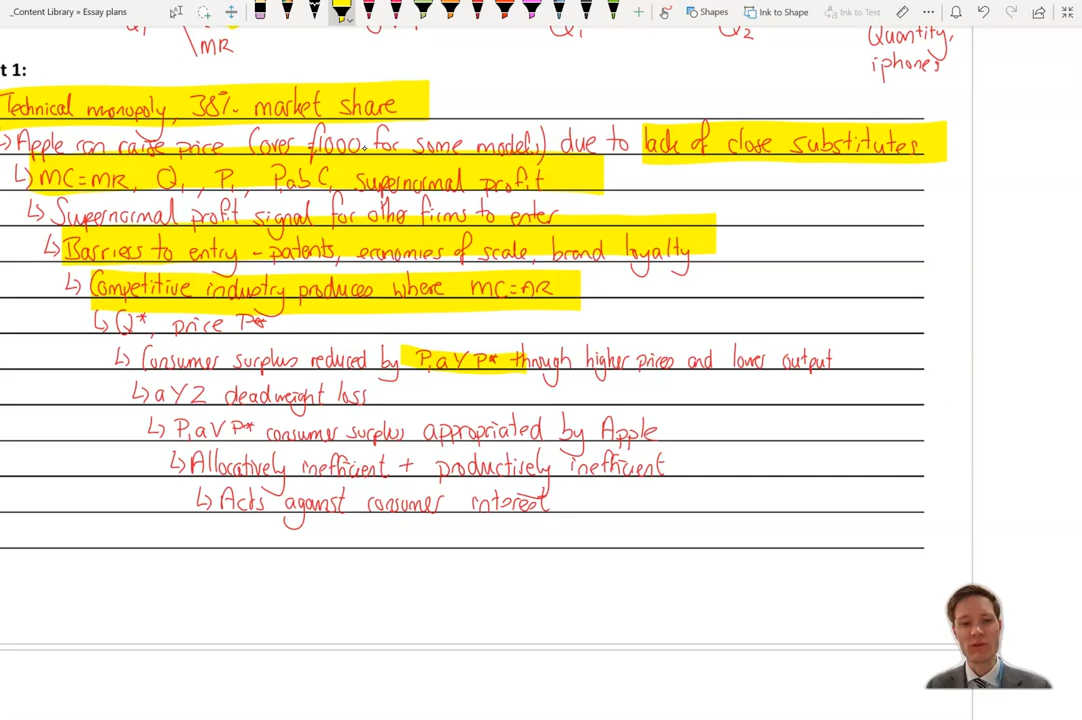 _Content Library » Essay plans
Shapes
Ink to Shape
Ink to Text
MR
Q1
Q2
Quantity,
iphones
t 1:
Technical monopoly, 38% market share
↳Apple can raise price (over £1000 for some models) due to lack of close substitutes
↳ MC=MR, Q1, P1, P1abC, supernormal profit
↳ Supernormal profit signal for other firms to enter
↳ Barriers to entry - patents, economies of scale, brand loyalty
↳ Competitive industry produces where MC=AR
↳ Q*, price P*
↳ Consumer surplus reduced by P1aYP* through higher prices and lower output
↳ aYZ deadweight loss
↳ P1aVP* consumer surplus appropriated by Apple
↳ Allocatively inefficient + productively inefficient
↳ Acts against consumer interest